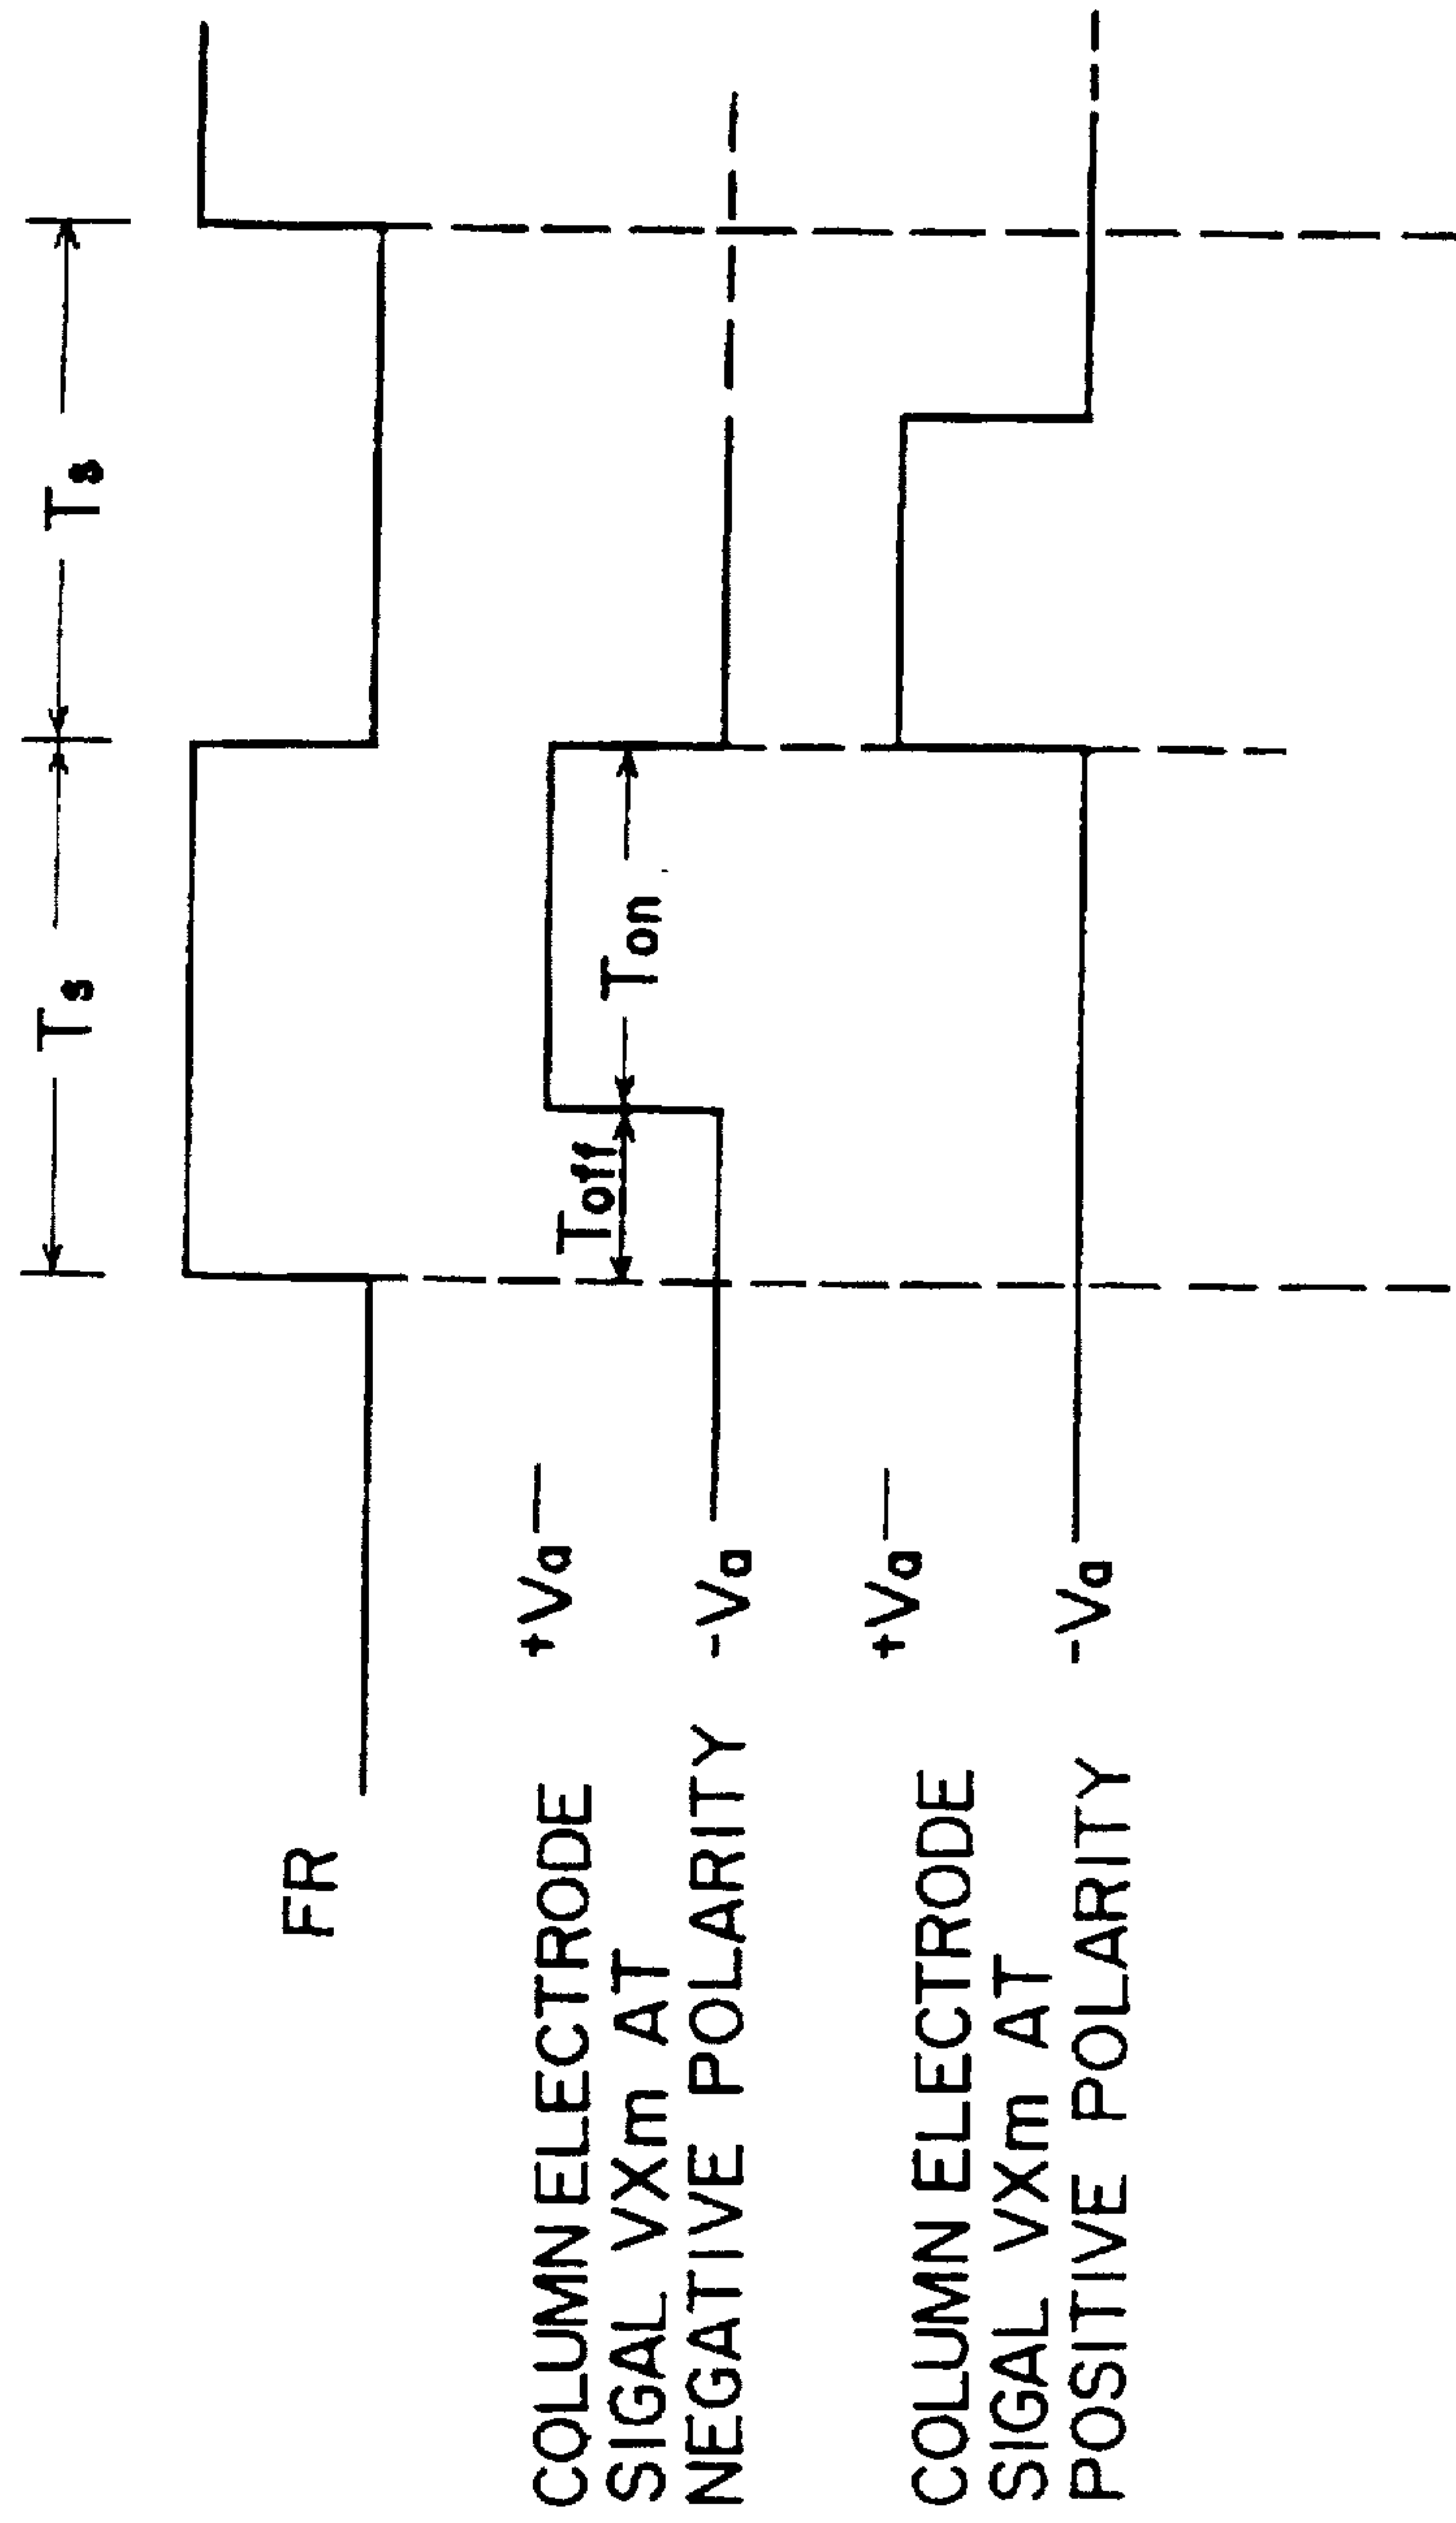 Ts Ts
FR
COLUMN ELECTRODE
SIGAL VXm AT
NEGATIVE POLARITY
+Va
-Va
Toff Ton
COLUMN ELECTRODE
SIGAL VXm AT
POSITIVE POLARITY
+Va
-Va